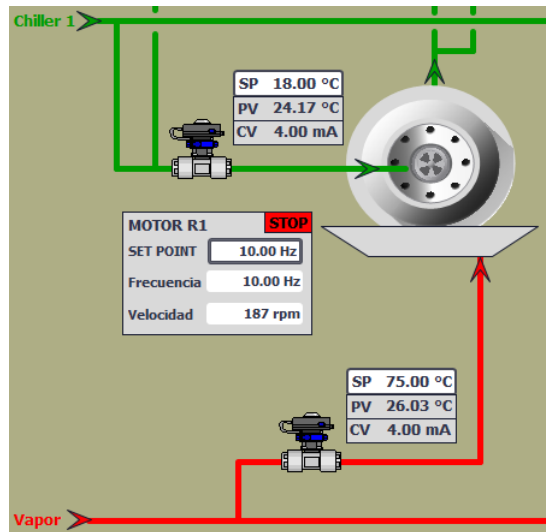 Chiller 1
SP 18.00 °C
PV 24.17 °C
CV 4.00 mA
MOTOR R1 STOP
SET POINT 10.00 Hz
Frecuencia 10.00 Hz
Velocidad 187 rpm
SP 75.00 °C
PV 26.03 °C
CV 4.00 mA
Vapor